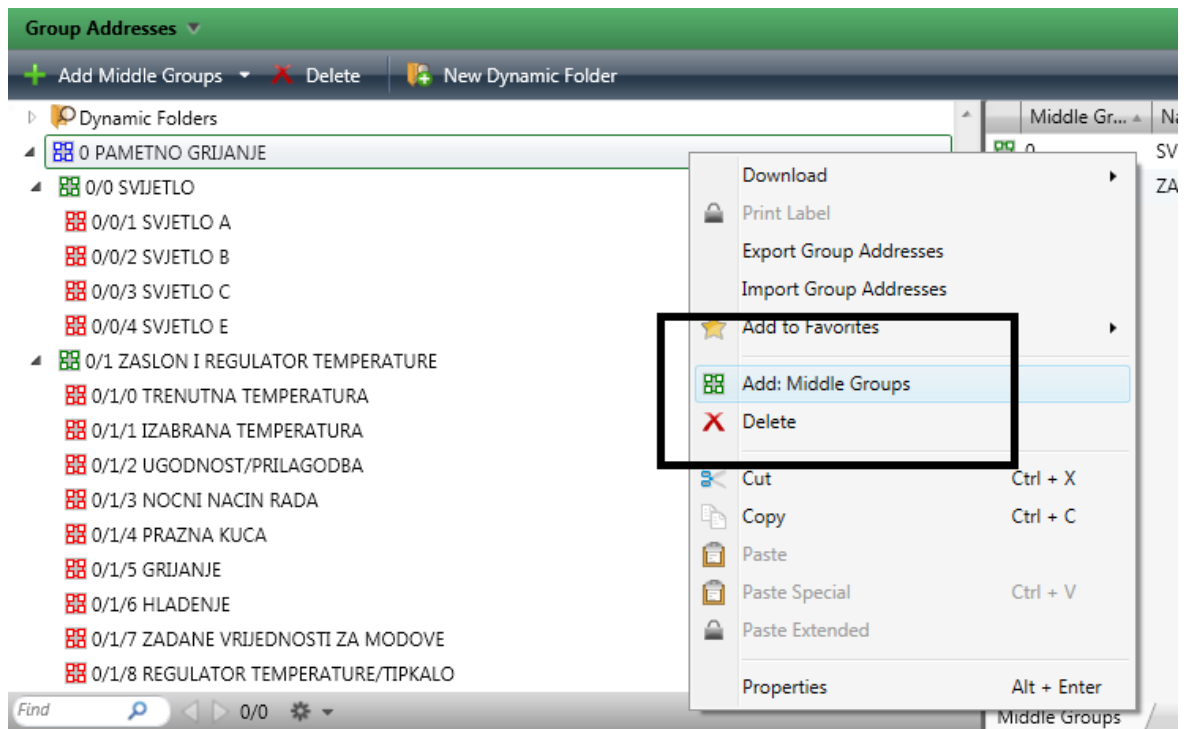 Group Addresses
Add Middle Groups Delete New Dynamic Folder
Dynamic Folders
0 PAMETNO GRIJANJE
0/0 SVIJETLO
0/0/1 SVJETLO A
0/0/2 SVJETLO B
0/0/3 SVJETLO C
0/0/4 SVJETLO E
0/1 ZASLON I REGULATOR TEMPERATURE
0/1/0 TRENUTNA TEMPERATURA
0/1/1 IZABRANA TEMPERATURA
0/1/2 UGODNOST/PRILAGODBA
0/1/3 NOCNI NACIN RADA
0/1/4 PRAZNA KUCA
0/1/5 GRIJANJE
0/1/6 HLADENJE
0/1/7 ZADANE VRIJEDNOSTI ZA MODOVE
0/1/8 REGULATOR TEMPERATURE/TIPKALO
Find 0/0
Download
Print Label
Export Group Addresses
Import Group Addresses
Add to Favorites
Add: Middle Groups
Delete
Cut Ctrl + X
Copy Ctrl + C
Paste
Paste Special Ctrl + V
Paste Extended
Properties Alt + Enter
Middle Gr... Na
0 SV
ZA
Middle Groups